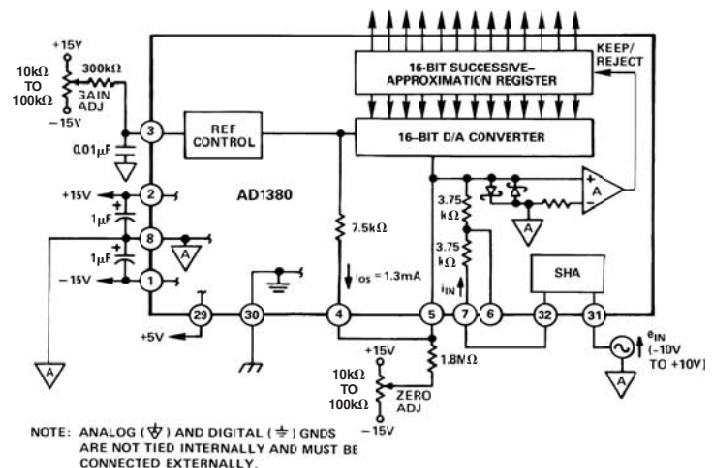 +15V
10kΩ
TO
100kΩ
300kΩ
GAIN
ADJ
−15V
0.01µF
+15V
1µF
1µF
−15V
3
2
8
1
REF
CONTROL
AD1380
16-BIT SUCCESSIVE-
APPROXIMATION REGISTER
16-BIT D/A CONVERTER
KEEP/
REJECT
7.5kΩ
IOS = 1.3mA
3.75
kΩ
3.75
kΩ
iIN
A
+
−
A
SHA
A
29
30
4
5
7
6
32
31
+5V
A
+15V
10kΩ
TO
100kΩ
−15V
1.8MΩ
ZERO
ADJ
eIN
(−10V
TO +10V)
A
NOTE: ANALOG (A) AND DIGITAL (⏚) GNDS
ARE NOT TIED INTERNALLY AND MUST BE
CONNECTED EXTERNALLY.